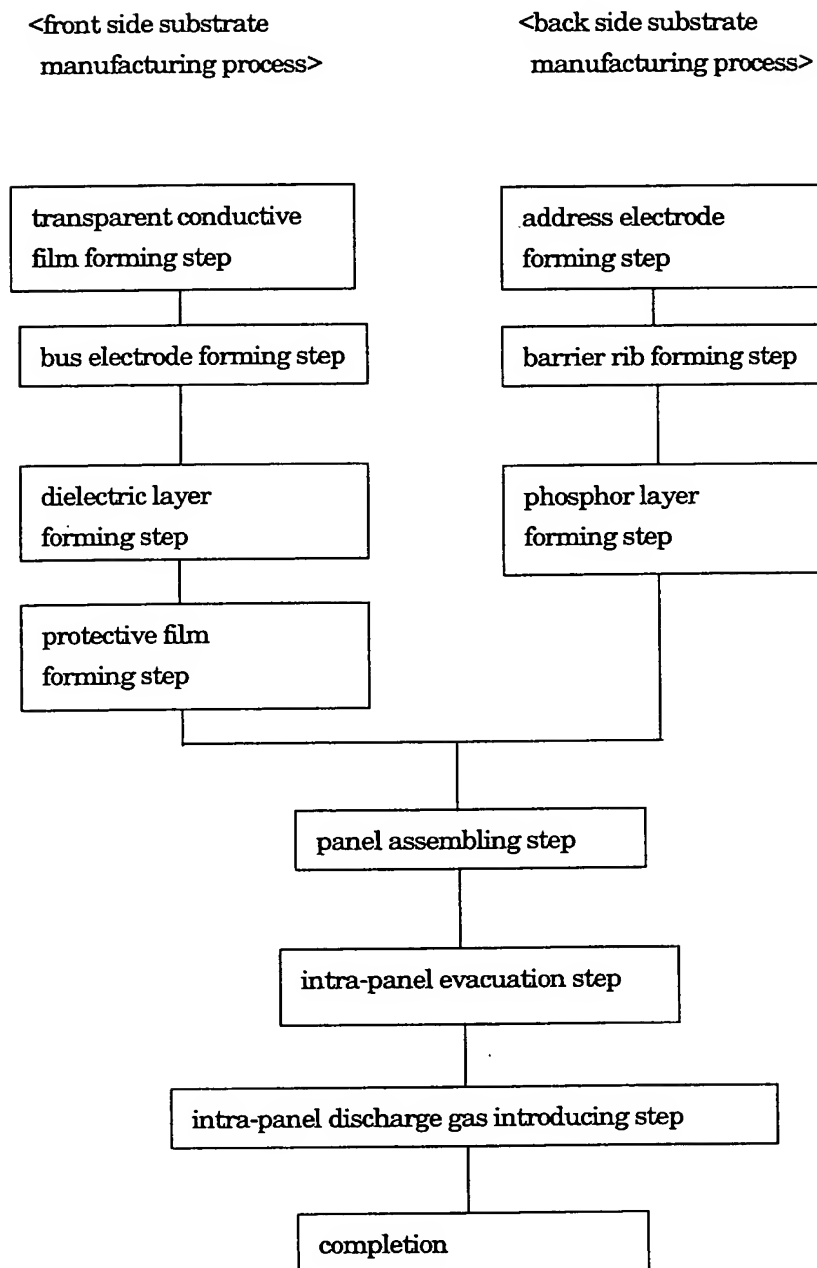 <front side substrate
manufacturing process>
<back side substrate
manufacturing process>
transparent conductive
film forming step
address electrode
forming step
bus electrode forming step
barrier rib forming step
dielectric layer
forming step
phosphor layer
forming step
protective film
forming step
panel assembling step
intra-panel evacuation step
intra-panel discharge gas introducing step
completion